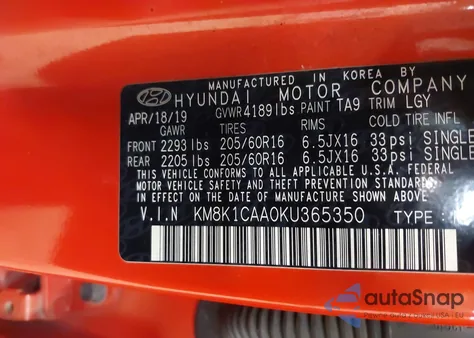 MANUFACTURED IN KOREA BY
HYUNDAI MOTOR COMPANY
APR/18/19 GVWR 4189lbs PAINT TA9 TRIM LGY
GAWR TIRES RIMS COLD TIRE INFL
FRONT 2293 lbs 205/60R16 6.5JX16 33psi SINGLE
REAR 2205 lbs 205/60R16 6.5JX16 33psi SINGLE
THIS VEHICLE CONFORMS TO ALL APPLICABLE FEDERAL
MOTOR VEHICLE SAFETY, BUMPER, AND THEFT PREVENTION
STANDARDS IN EFFECT ON THE DATE OF MANUFACTURE SHOWN ABOVE.
V.I.N KM8K1CAA0KU365350 TYPE :
autoSnap